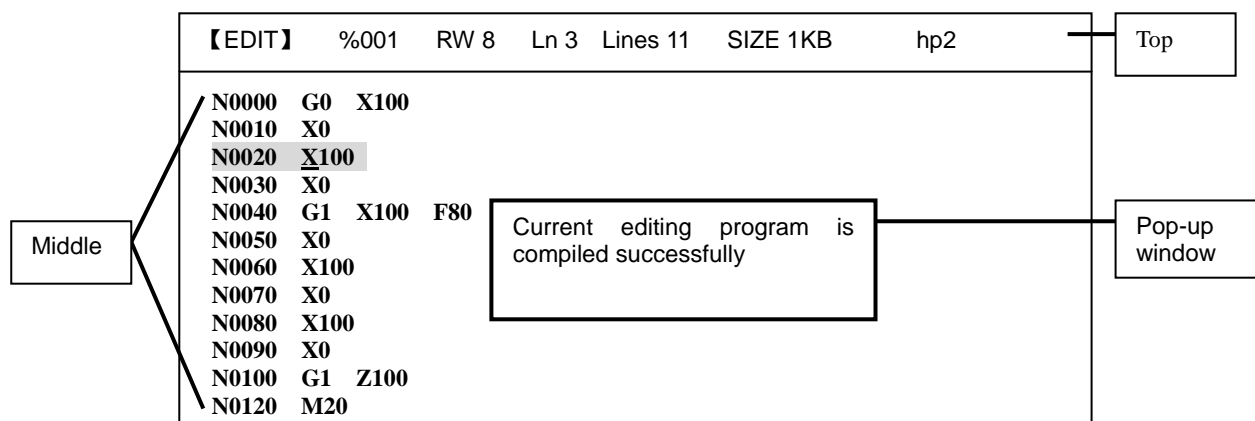 【EDIT】 %001 RW 8 Ln 3 Lines 11 SIZE 1KB hp2
Top
N0000 G0 X100
N0010 X0
N0020 X100
N0030 X0
N0040 G1 X100 F80
N0050 X0
N0060 X100
N0070 X0
N0080 X100
N0090 X0
N0100 G1 Z100
N0120 M20
Middle
Current editing program is
compiled successfully
Pop-up
window